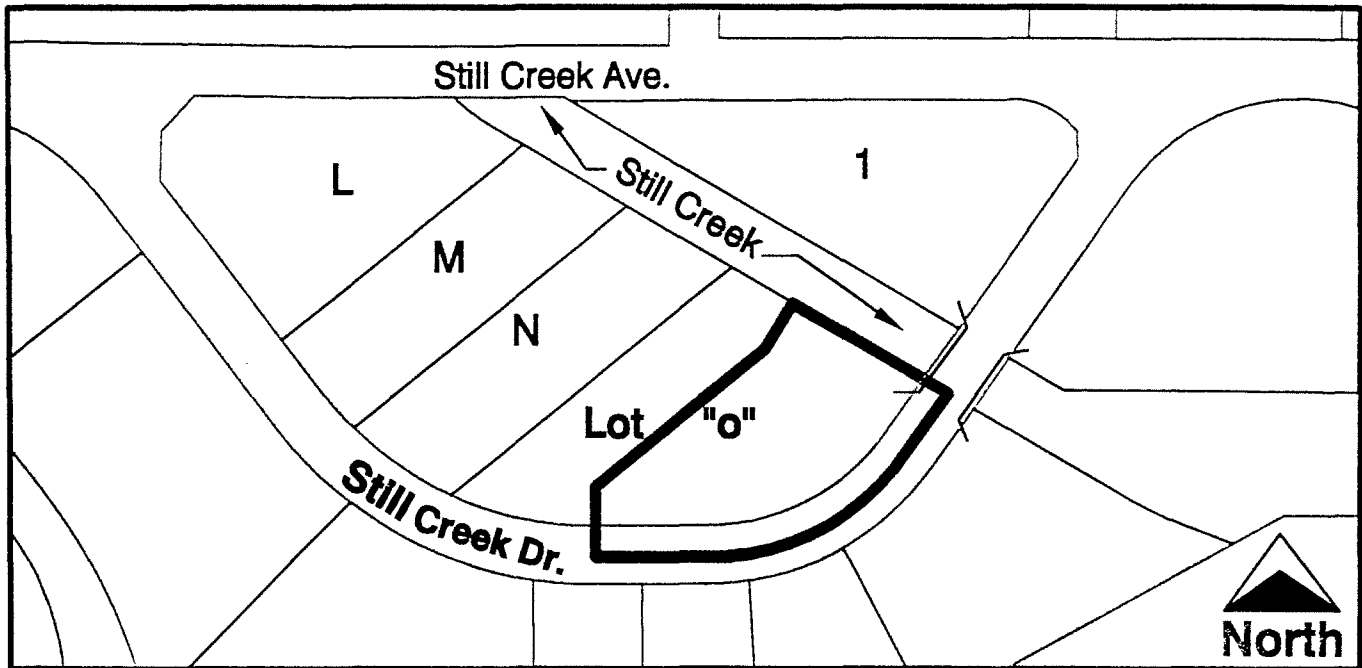 Still Creek Ave.
L
1
Still Creek
M
N
Lot "o"
Still Creek Dr.
North